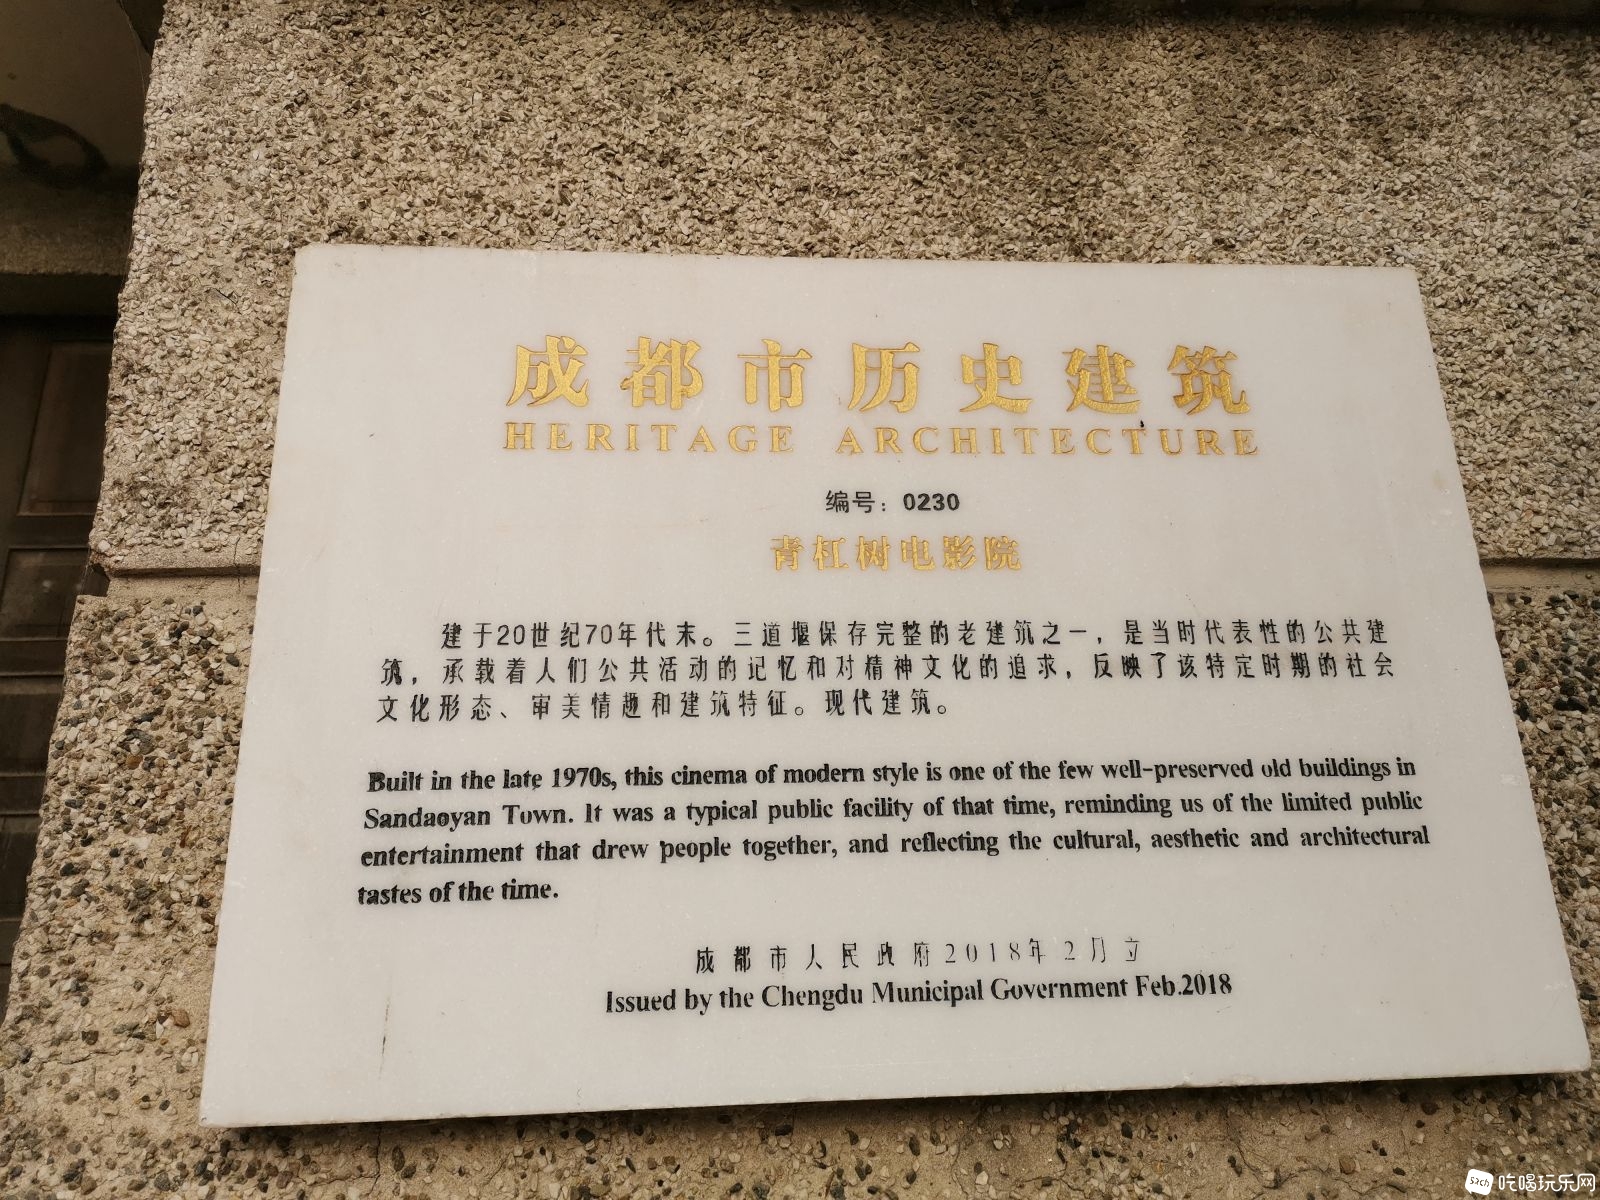 成都市历史建筑
HERITAGE ARCHITECTURE
编号：0230
青杠树电影院
建于20世纪70年代末。三道堰保存完整的老建筑之一，是当时代表性的公共建
筑，承载着人们公共活动的记忆和对精神文化的追求，反映了该特定时期的社会
文化形态、审美情趣和建筑特征。现代建筑。
Built in the late 1970s, this cinema of modern style is one of the few well-preserved old buildings in
Sandaoyan Town. It was a typical public facility of that time, reminding us of the limited public
entertainment that drew people together, and reflecting the cultural, aesthetic and architectural
tastes of the time.
成都市人民政府2018年2月立
Issued by the Chengdu Municipal Government Feb.2018
sach 吃喝玩乐网